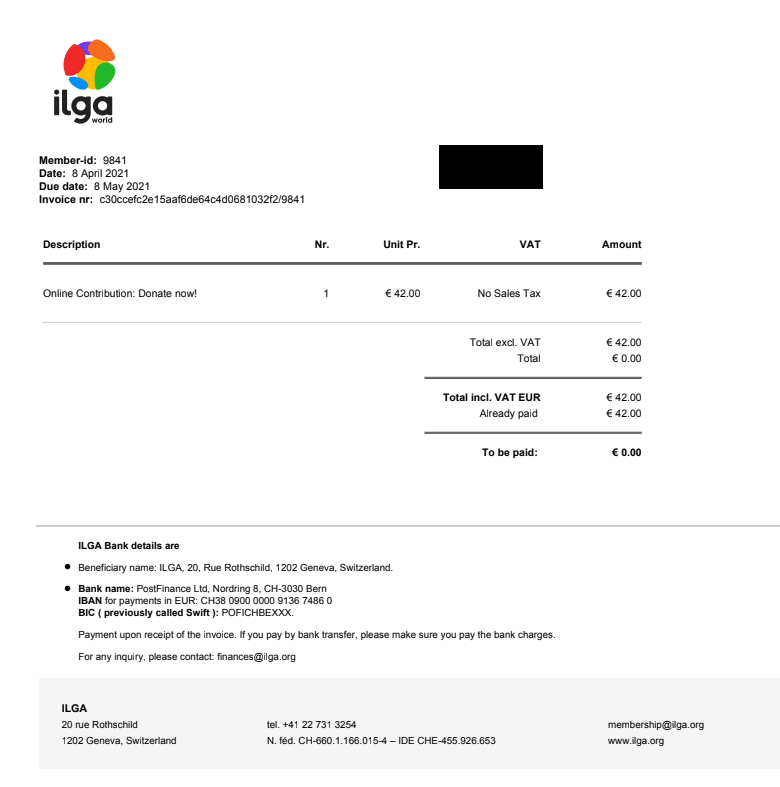 ilga
world
Member-id: 9841
Date: 8 April 2021
Due date: 8 May 2021
Invoice nr: c30ccefc2e15aaf6de64c4d0681032f2/9841
Description Nr. Unit Pr. VAT Amount
Online Contribution: Donate now! 1 € 42.00 No Sales Tax € 42.00
Total excl. VAT € 42.00
Total € 0.00
Total incl. VAT EUR € 42.00
Already paid € 42.00
To be paid: € 0.00
ILGA Bank details are
● Beneficiary name: ILGA, 20, Rue Rothschild, 1202 Geneva, Switzerland.
● Bank name: PostFinance Ltd, Nordring 8, CH-3030 Bern
IBAN for payments in EUR: CH38 0900 0000 9136 7486 0
BIC ( previously called Swift ): POFICHBEXXX.
Payment upon receipt of the invoice. If you pay by bank transfer, please make sure you pay the bank charges.
For any inquiry, please contact: finances@ilga.org
ILGA
20 rue Rothschild tel. +41 22 731 3254 membership@ilga.org
1202 Geneva, Switzerland N. féd. CH-660.1.166.015-4 – IDE CHE-455.926.653 www.ilga.org